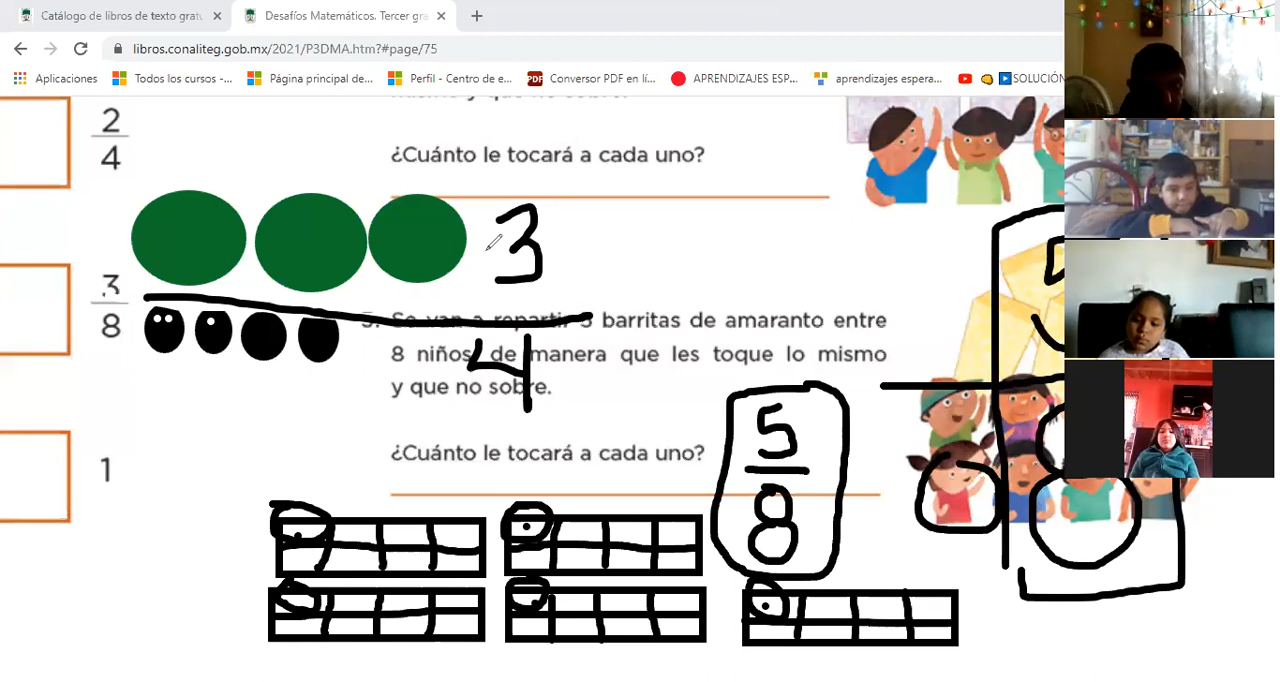 Catálogo de libros de texto gratu
Desafíos Matemáticos. Tercer gra
libros.conaliteg.gob.mx/2021/P3DMA.htm?#page/75
Aplicaciones
Todos los cursos -...
Página principal de...
Perfil - Centro de e...
PDF
Conversor PDF en lí...
APRENDIZAJES ESP...
aprendizajes espera...
SOLUCIÓN
2
4
¿Cuánto le tocará a cada uno?
3
4
3
8
5. Se van a repartir 5 barritas de amaranto entre
8 niños, de manera que les toque lo mismo
y que no sobre.
¿Cuánto le tocará a cada uno?
5
8
1